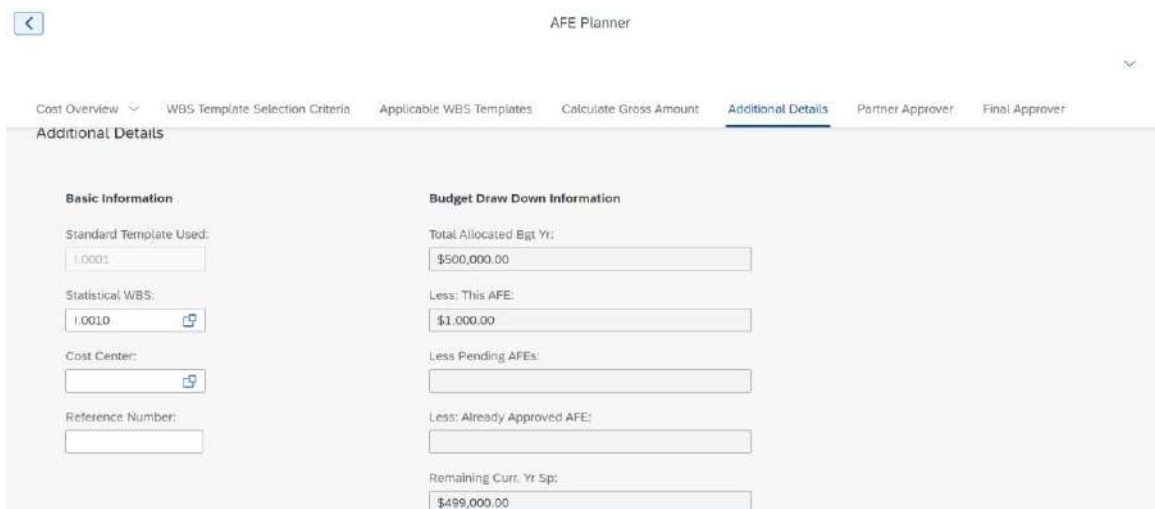 AFE Planner
Cost Overview WBS Template Selection Criteria Applicable WBS Templates Calculate Gross Amount Additional Details Partner Approver Final Approver
Additional Details
Basic Information
Standard Template Used:
I.0001
Statistical WBS:
I.0010
Cost Center:
Reference Number:
Budget Draw Down Information
Total Allocated Bgt Yr:
$500,000.00
Less: This AFE:
$1,000.00
Less Pending AFEs:
Less: Already Approved AFE:
Remaining Curr. Yr Sp:
$499,000.00